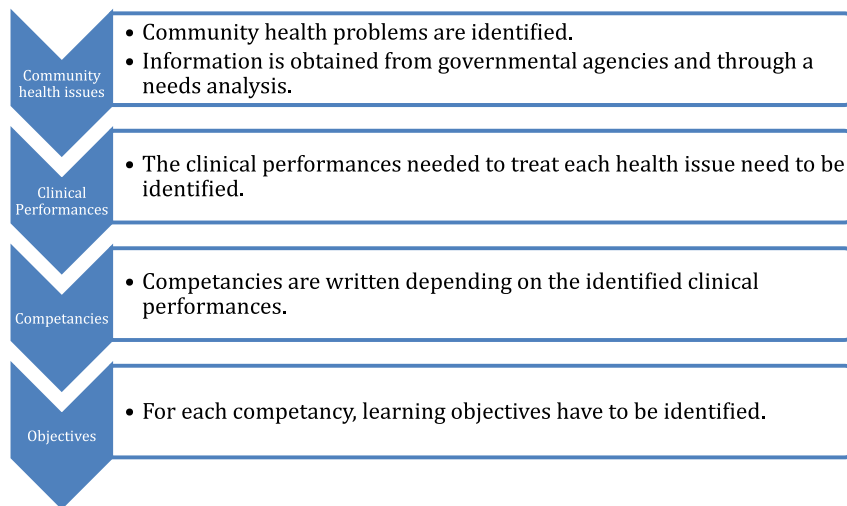 Community
health issues
• Community health problems are identified.
• Information is obtained from governmental agencies and through a
needs analysis.
Clinical
Performances
• The clinical performances needed to treat each health issue need to be
identified.
Competancies
• Competancies are written depending on the identified clinical
performances.
Objectives
• For each competancy, learning objectives have to be identified.